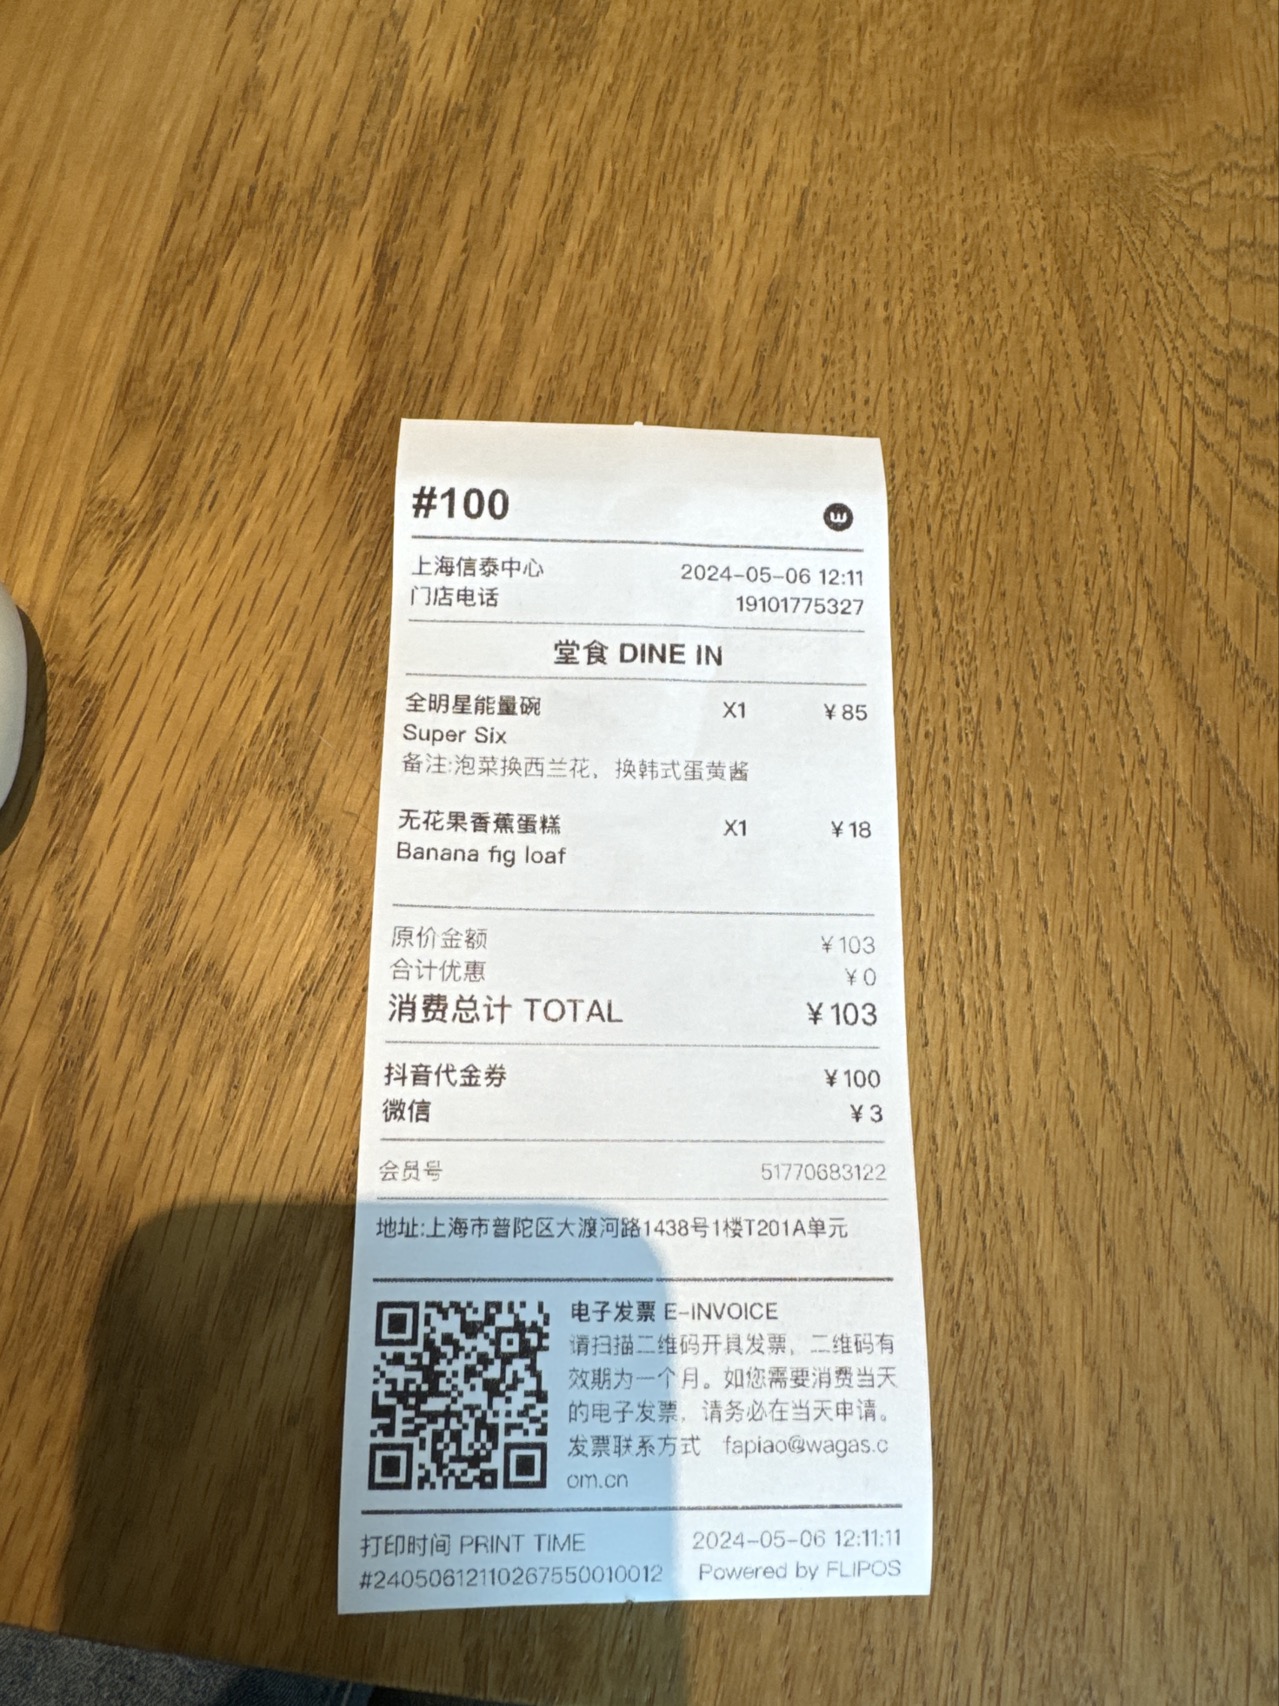 #100
w
上海信泰中心 2024-05-06 12:11
门店电话 19101775327
堂食 DINE IN
全明星能量碗 X1 ¥85
Super Six
备注:泡菜换西兰花，换韩式蛋黄酱
无花果香蕉蛋糕 X1 ¥18
Banana fig loaf
原价金额 ¥103
合计优惠 ¥0
消费总计 TOTAL ¥103
抖音代金券 ¥100
微信 ¥3
会员号 51770683122
地址:上海市普陀区大渡河路1438号1楼T201A单元
电子发票 E-INVOICE
请扫描二维码开具发票，二维码有
效期为一个月。如您需要消费当天
的电子发票，请务必在当天申请。
发票联系方式 fapiao@wagas.c
om.cn
打印时间 PRINT TIME 2024-05-06 12:11:11
#240506121102675500​10012 Powered by FLIPOS